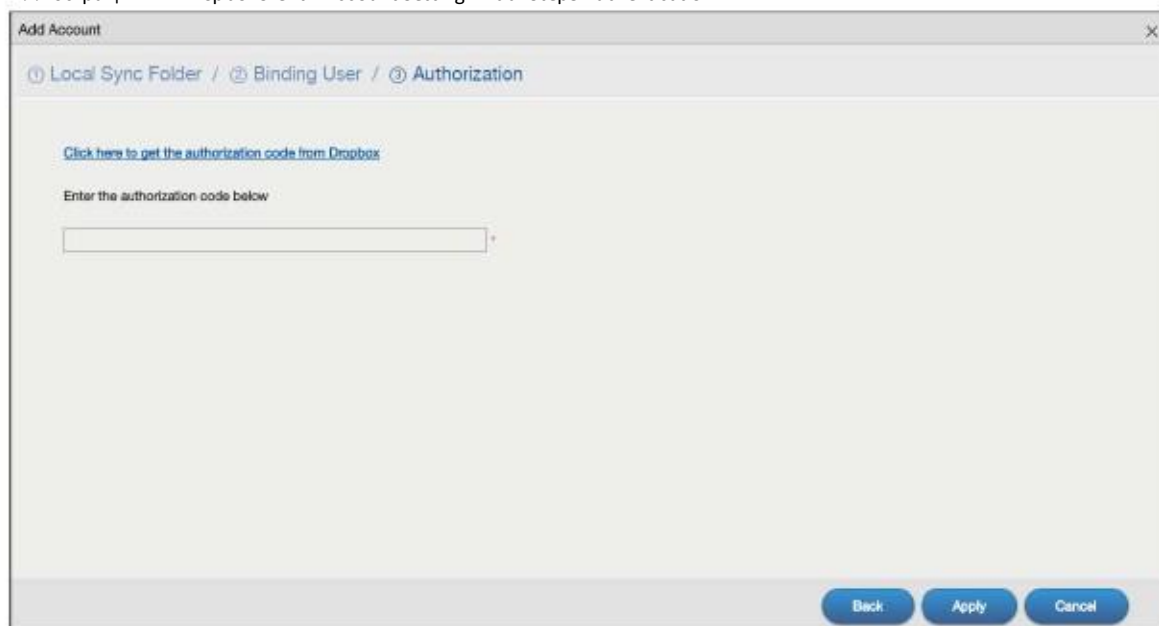 Add Account
① Local Sync Folder / ② Binding User / ③ Authorization
Click here to get the authorization code from Dropbox
Enter the authorization code below
*
Back Apply Cancel